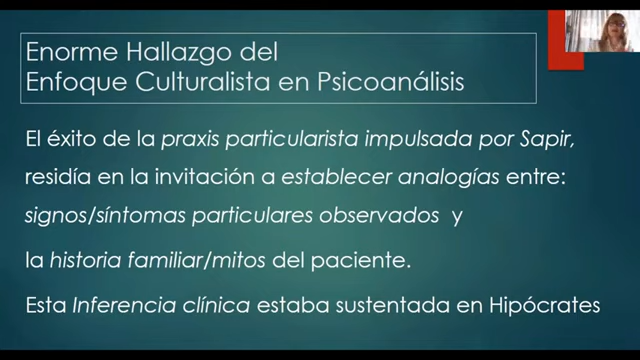 Enorme Hallazgo del
Enfoque Culturalista en Psicoanálisis
El éxito de la praxis particularista impulsada por Sapir,
residía en la invitación a establecer analogías entre:
signos/síntomas particulares observados y
la historia familiar/mitos del paciente.
Esta Inferencia clínica estaba sustentada en Hipócrates